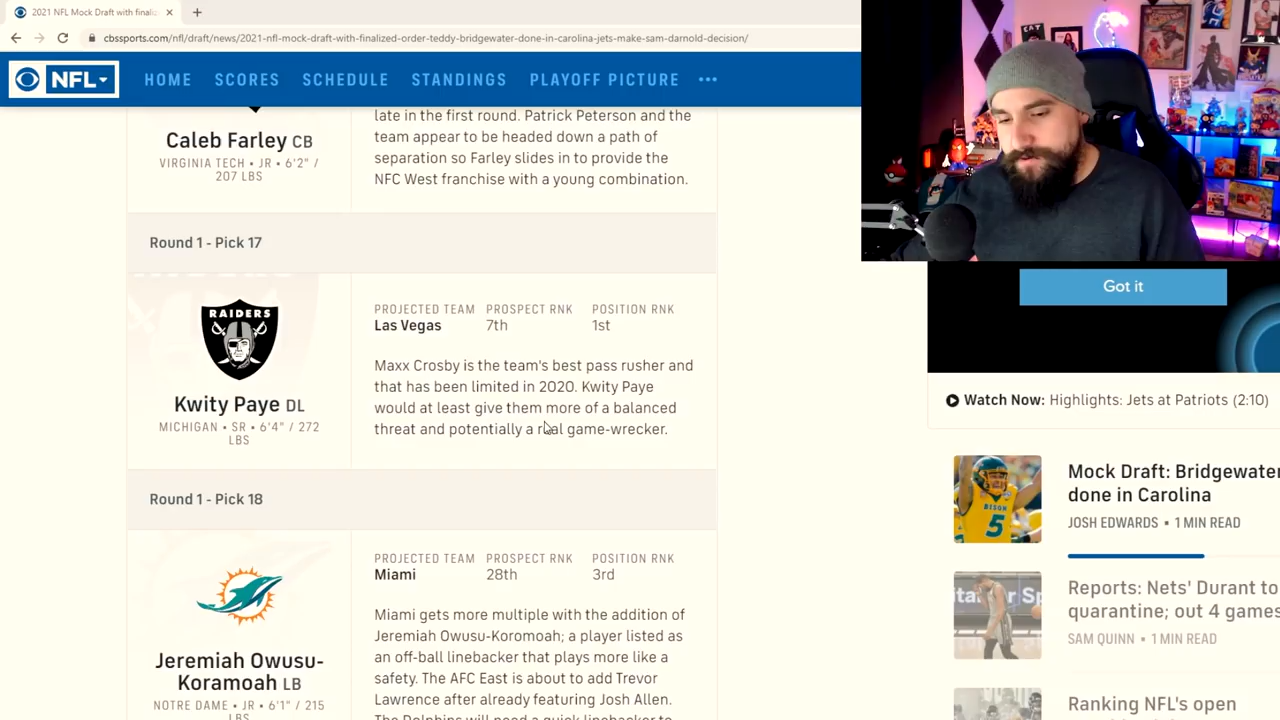 2021 NFL Mock Draft with finaliz
cbssports.com/nfl/draft/news/2021-nfl-mock-draft-with-finalized-order-teddy-bridgewater-done-in-carolina-jets-make-sam-darnold-decision/
NFL
HOME SCORES SCHEDULE STANDINGS PLAYOFF PICTURE
Caleb Farley CB
VIRGINIA TECH • JR • 6'2" /
207 LBS
late in the first round. Patrick Peterson and the
team appear to be headed down a path of
separation so Farley slides in to provide the
NFC West franchise with a young combination.
Round 1 - Pick 17
RAIDERS
Kwity Paye DL
MICHIGAN • SR • 6'4" / 272
LBS
PROJECTED TEAM PROSPECT RNK POSITION RNK
Las Vegas 7th 1st
Maxx Crosby is the team's best pass rusher and
that has been limited in 2020. Kwity Paye
would at least give them more of a balanced
threat and potentially a real game-wrecker.
Round 1 - Pick 18
Jeremiah Owusu-
Koramoah LB
NOTRE DAME • JR • 6'1" / 215
LBS
PROJECTED TEAM PROSPECT RNK POSITION RNK
Miami 28th 3rd
Miami gets more multiple with the addition of
Jeremiah Owusu-Koromoah; a player listed as
an off-ball linebacker that plays more like a
safety. The AFC East is about to add Trevor
Lawrence after already featuring Josh Allen.
The Dolphins will need a quick linebacker to
Got it
Watch Now: Highlights: Jets at Patriots (2:10)
BISON
5
Mock Draft: Bridgewater
done in Carolina
JOSH EDWARDS • 1 MIN READ
Reports: Nets' Durant to
quarantine; out 4 games
SAM QUINN • 1 MIN READ
Ranking NFL's open